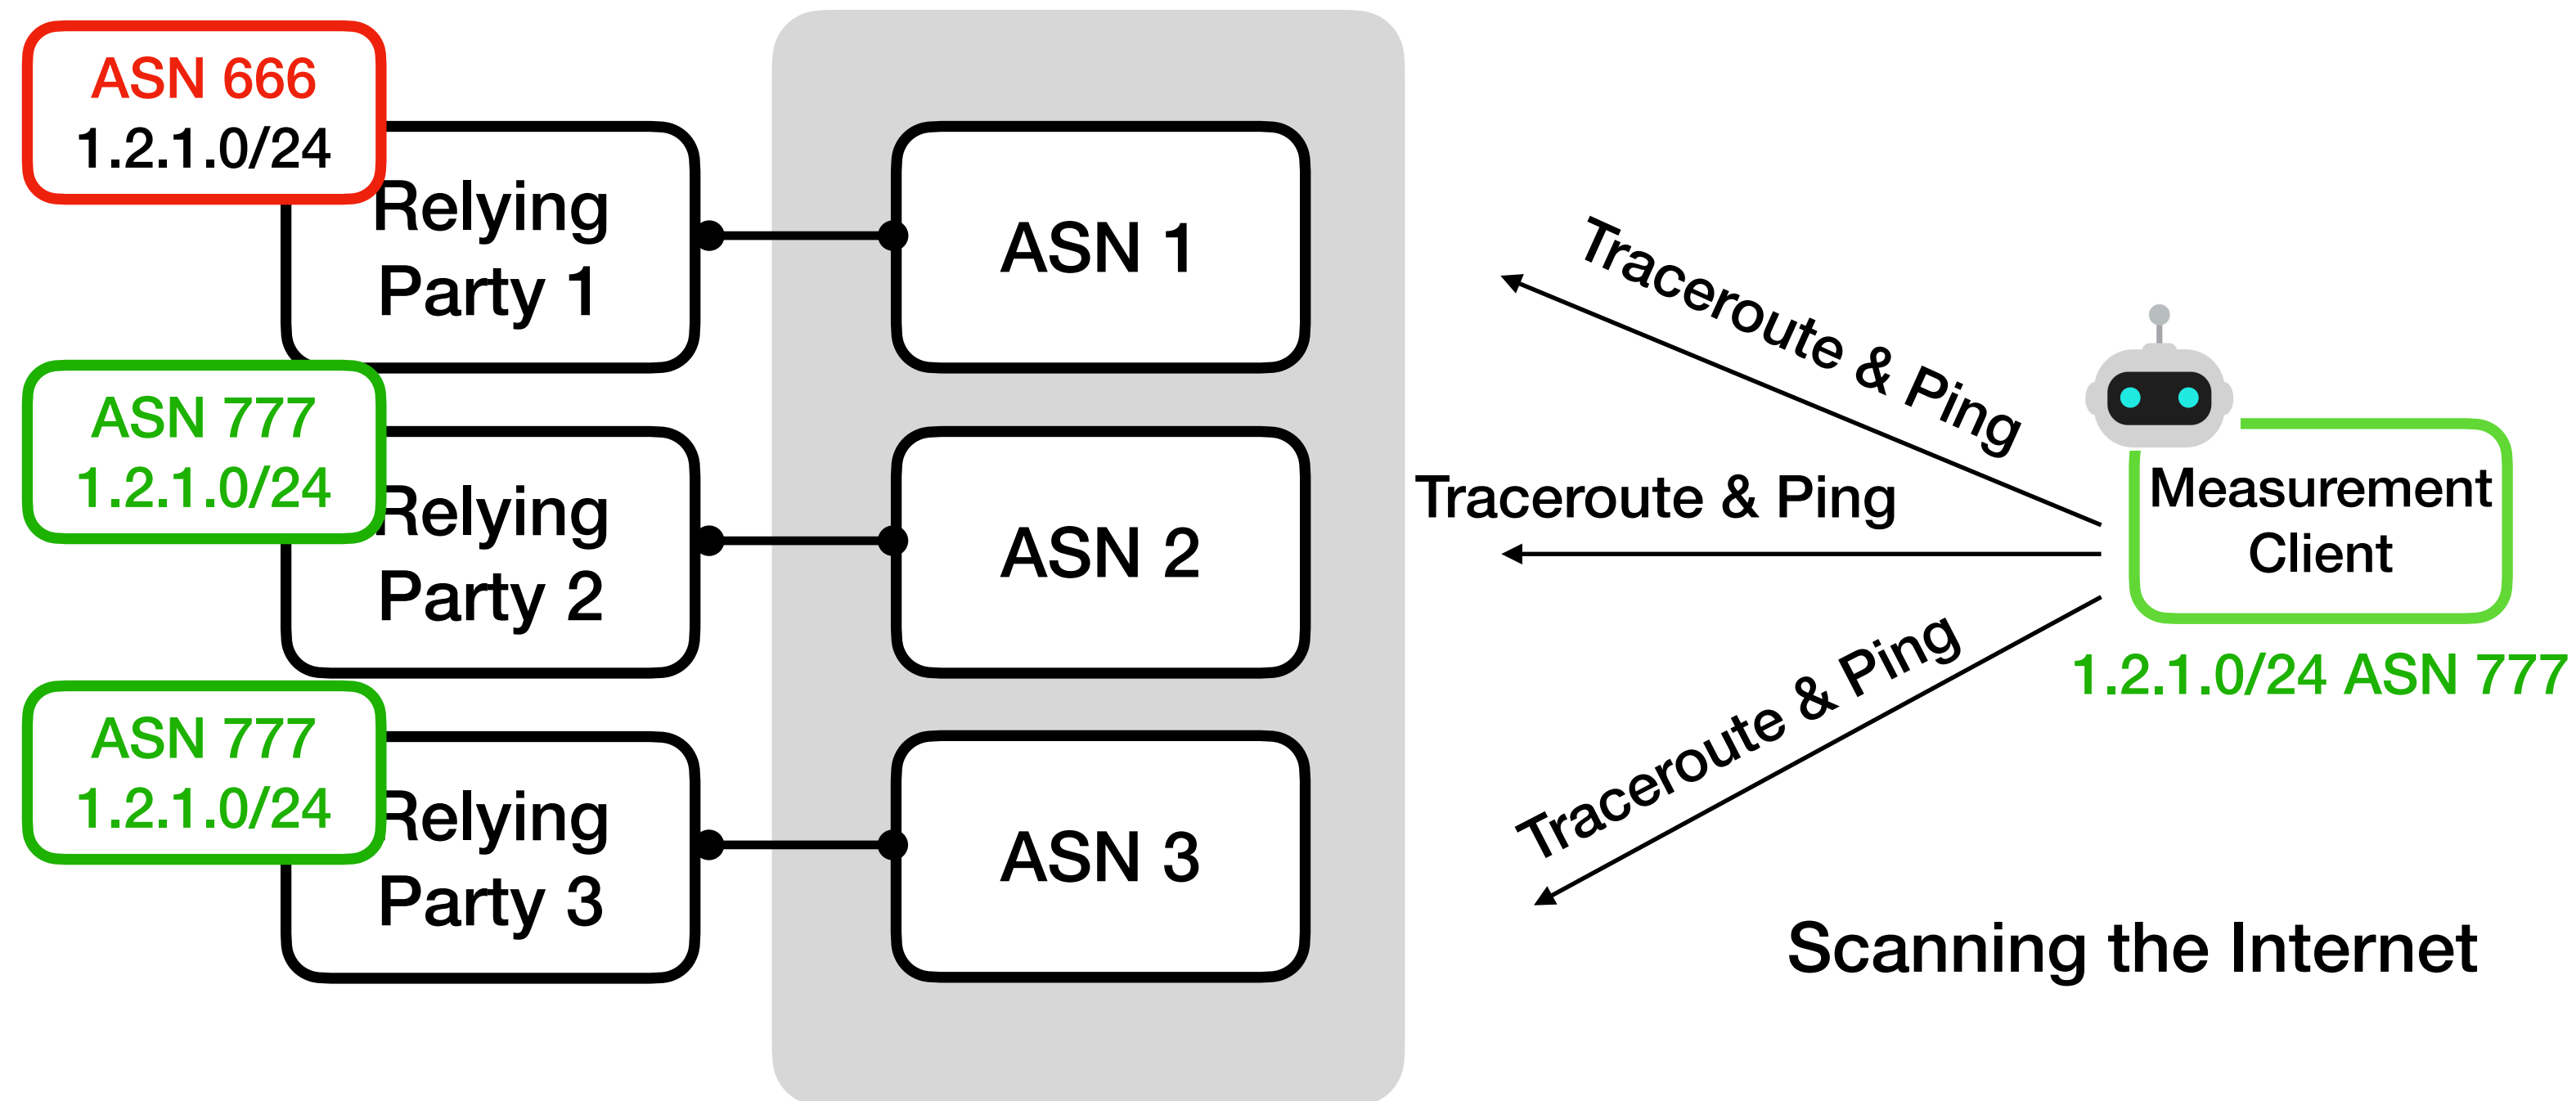 ASN 666
1.2.1.0/24
Relying
Party 1
ASN 1
ASN 777
1.2.1.0/24
Relying
Party 2
ASN 2
ASN 777
1.2.1.0/24
Relying
Party 3
ASN 3
Traceroute & Ping
Traceroute & Ping
Traceroute & Ping
Measurement
Client
1.2.1.0/24 ASN 777
Scanning the Internet